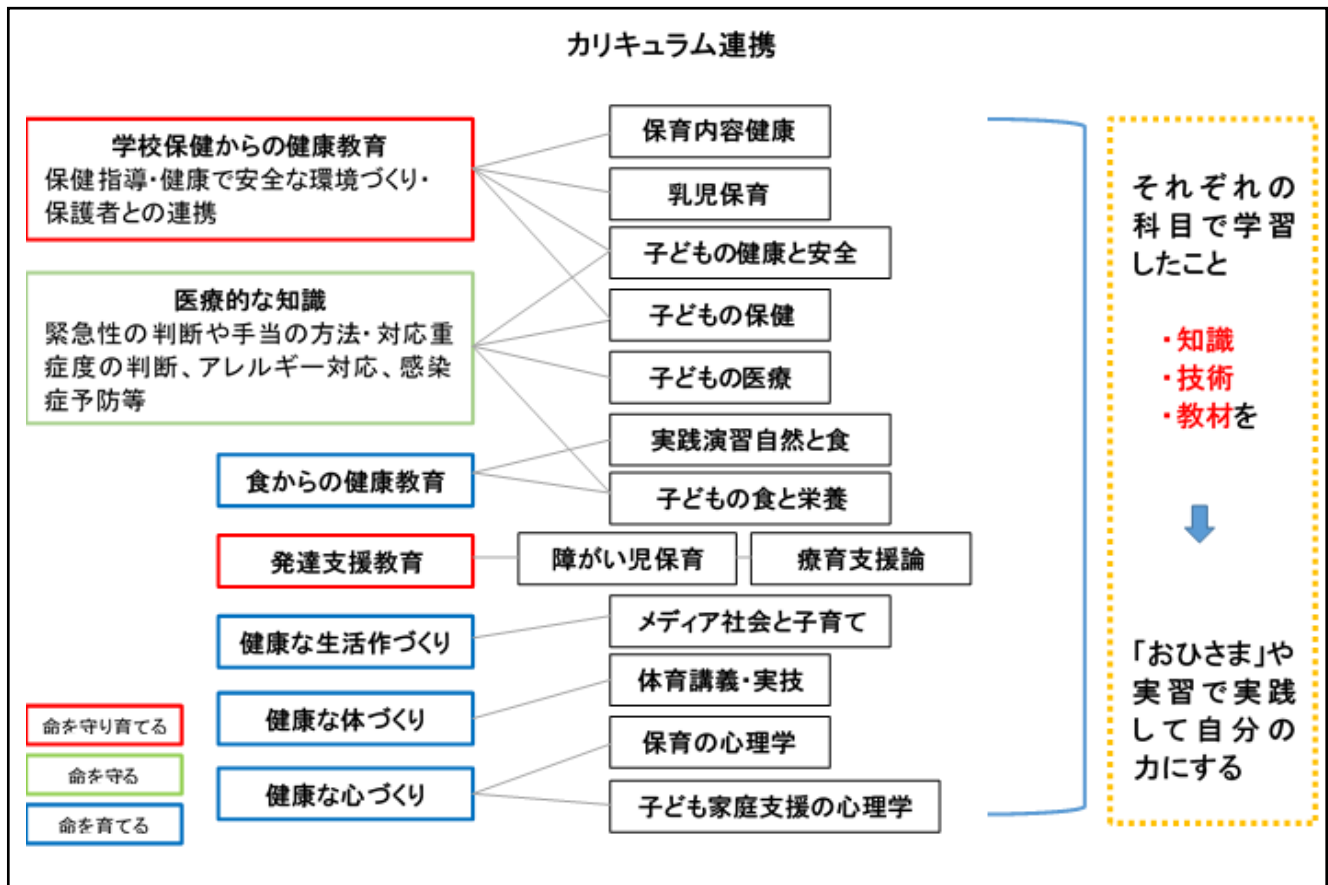 カリキュラム連携
学校保健からの健康教育
保健指導・健康で安全な環境づくり・
保護者との連携
医療的な知識
緊急性の判断や手当の方法・対応重
症度の判断、アレルギー対応、感染
症予防等
食からの健康教育
発達支援教育
健康な生活作づくり
健康な体づくり
健康な心づくり
命を守り育てる
命を守る
命を育てる
保育内容健康
乳児保育
子どもの健康と安全
子どもの保健
子どもの医療
実践演習自然と食
子どもの食と栄養
障がい児保育
療育支援論
メディア社会と子育て
体育講義・実技
保育の心理学
子ども家庭支援の心理学
それぞれの
科目で学習
したこと
・知識
・技術
・教材を
「おひさま」や
実習で実践
して自分の
力にする